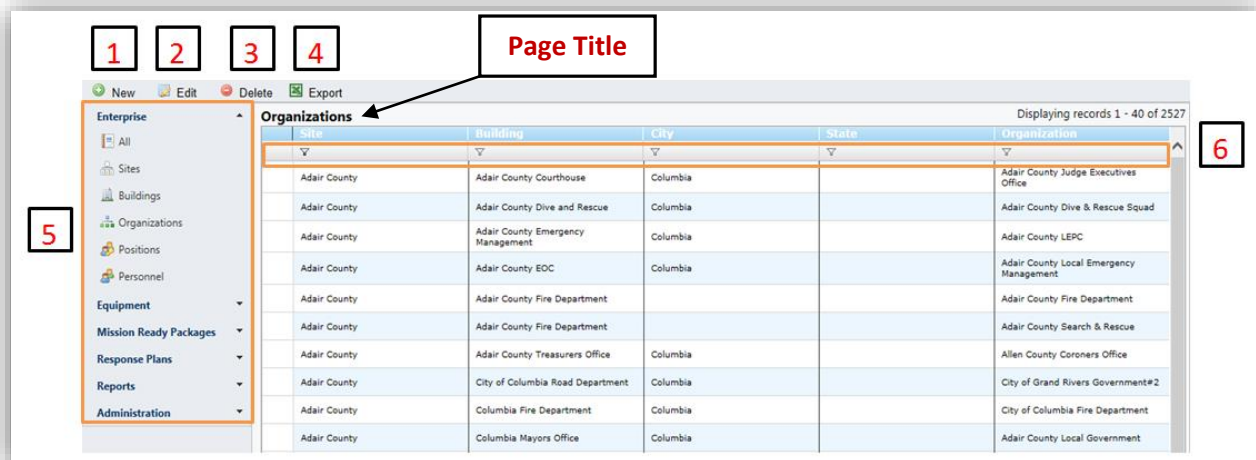 1 2 3 4 Page Title
New Edit Delete Export
Enterprise
All
Sites
Buildings
Organizations
Positions
Personnel
Equipment
Mission Ready Packages
Response Plans
Reports
Administration
5
Organizations Displaying records 1 - 40 of 2527
Site Building City State Organization
6
Adair County Adair County Courthouse Columbia Adair County Judge Executives
Office
Adair County Adair County Dive and Rescue Columbia Adair County Dive & Rescue Squad
Adair County Adair County Emergency
Management Columbia Adair County LEPC
Adair County Adair County EOC Columbia Adair County Local Emergency
Management
Adair County Adair County Fire Department Adair County Fire Department
Adair County Adair County Fire Department Adair County Search & Rescue
Adair County Adair County Treasurers Office Columbia Allen County Coroners Office
Adair County City of Columbia Road Department Columbia City of Grand Rivers Government#2
Adair County Columbia Fire Department Columbia City of Columbia Fire Department
Adair County Columbia Mayors Office Columbia Adair County Local Government